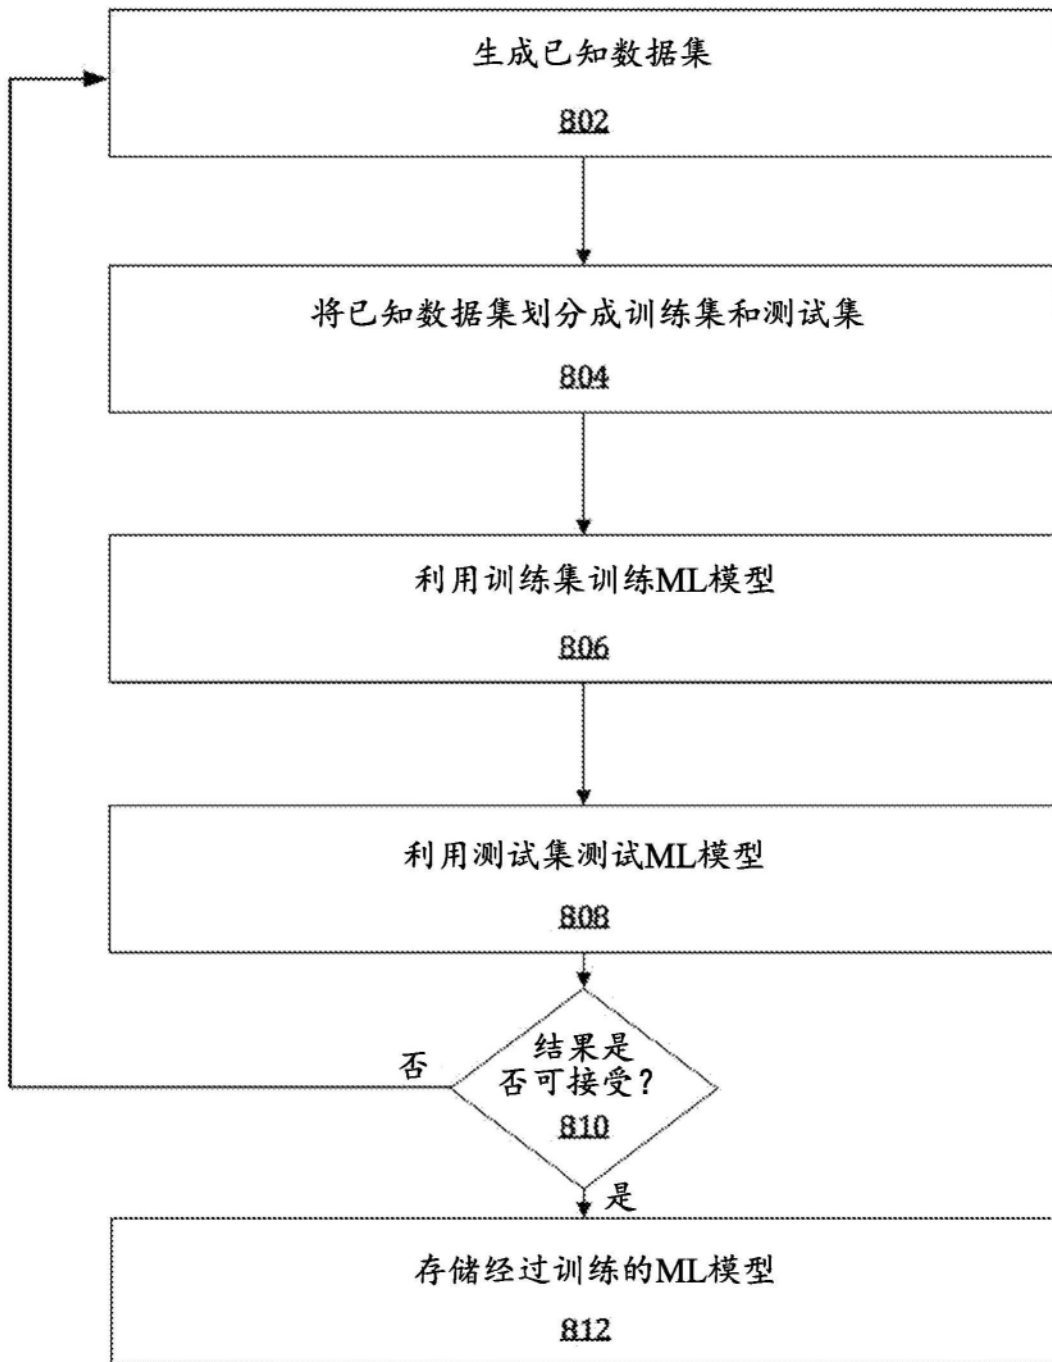 生成已知数据集
802
将已知数据集划分成训练集和测试集
804
利用训练集训练ML模型
806
利用测试集测试ML模型
808
结果是
否可接受？
810
否
是
存储经过训练的ML模型
812